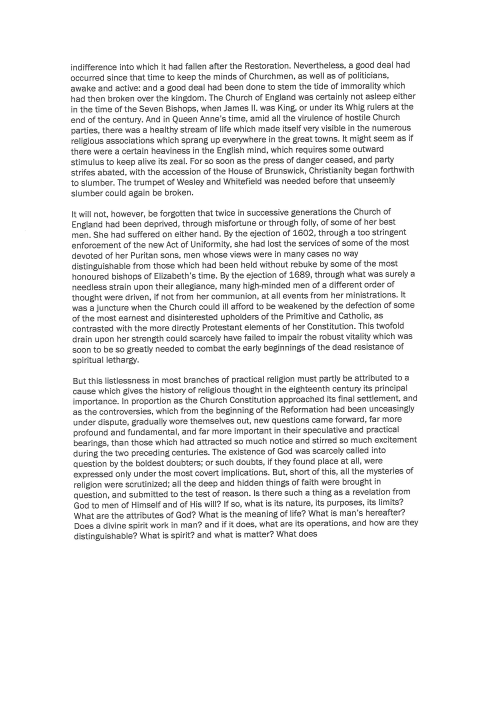 indifference into which it had fallen after the Restoration. Nevertheless, a good deal had
occurred since that time to keep the minds of Churchmen, as well as of politicians,
awake and active: and a good deal had been done to stem the tide of immorality which
had then broken over the kingdom. The Church of England was certainly not asleep either
in the time of the Seven Bishops, when James II. was King, or under its Whig rulers at the
end of the century. And in Queen Anne's time, amid all the virulence of hostile Church
parties, there was a healthy stream of life which made itself very visible in the numerous
religious associations which sprang up everywhere in the great towns. It might seem as if
there were a certain heaviness in the English mind, which requires some outward
stimulus to keep alive its zeal. For so soon as the press of danger ceased, and party
strifes abated, with the accession of the House of Brunswick, Christianity began forthwith
to slumber. The trumpet of Wesley and Whitefield was needed before that unseemly
slumber could again be broken.

It will not, however, be forgotten that twice in successive generations the Church of
England had been deprived, through misfortune or through folly, of some of her best
men. She had suffered on either hand. By the ejection of 1602, through a too stringent
enforcement of the new Act of Uniformity, she had lost the services of some of the most
devoted of her Puritan sons, men whose views were in many cases no way
distinguishable from those which had been held without rebuke by some of the most
honoured bishops of Elizabeth's time. By the ejection of 1689, through what was surely a
needless strain upon their allegiance, many high-minded men of a different order of
thought were driven, if not from her communion, at all events from her ministrations. It
was a juncture when the Church could ill afford to be weakened by the defection of some
of the most earnest and disinterested upholders of the Primitive and Catholic, as
contrasted with the more directly Protestant elements of her Constitution. This twofold
drain upon her strength could scarcely have failed to impair the robust vitality which was
soon to be so greatly needed to combat the early beginnings of the dead resistance of
spiritual lethargy.

But this listlessness in most branches of practical religion must partly be attributed to a
cause which gives the history of religious thought in the eighteenth century its principal
importance. In proportion as the Church Constitution approached its final settlement, and
as the controversies, which from the beginning of the Reformation had been unceasingly
under dispute, gradually wore themselves out, new questions came forward, far more
profound and fundamental, and far more important in their speculative and practical
bearings, than those which had attracted so much notice and stirred so much excitement
during the two preceding centuries. The existence of God was scarcely called into
question by the boldest doubters; or such doubts, if they found place at all, were
expressed only under the most covert implications. But, short of this, all the mysteries of
religion were scrutinized; all the deep and hidden things of faith were brought in
question, and submitted to the test of reason. Is there such a thing as a revelation from
God to men of Himself and of His will? If so, what is its nature, its purposes, its limits?
What are the attributes of God? What is the meaning of life? What is man's hereafter?
Does a divine spirit work in man? and if it does, what are its operations, and how are they
distinguishable? What is spirit? and what is matter? What does